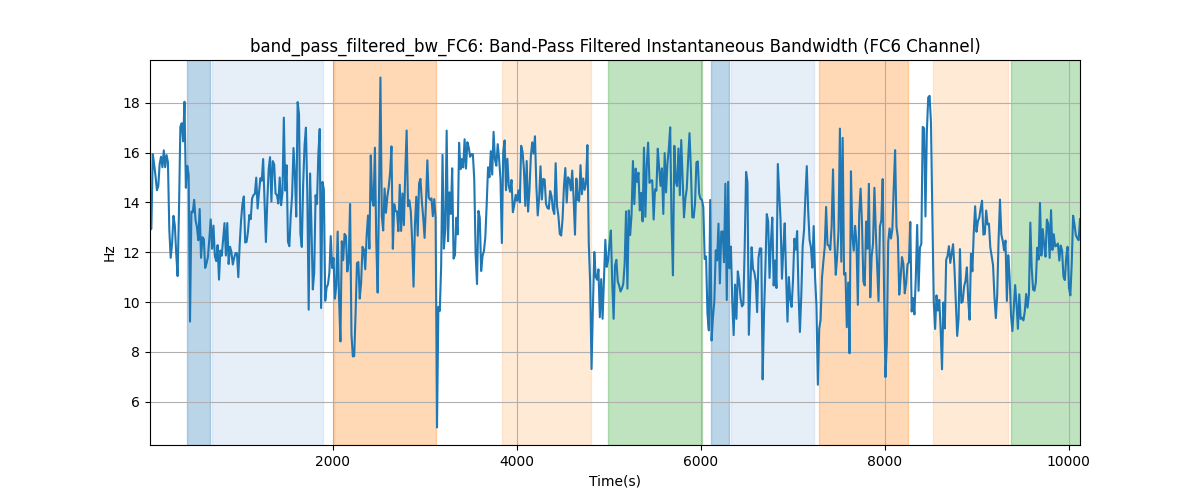 band_pass_filtered_bw_FC6: Band-Pass Filtered Instantaneous Bandwidth (FC6 Channel)
18
16
14
12
10
8
6
Hz
2000 4000 6000 8000 10000
Time(s)